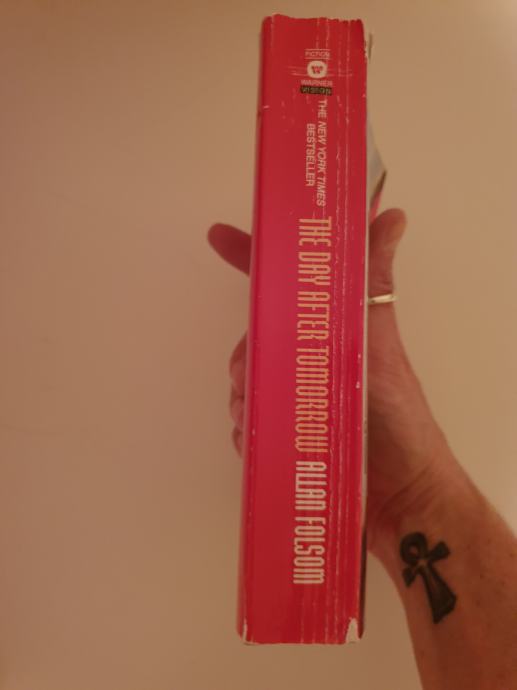 FICTION
WARNER
VISION
THE NEW YORK TIMES
BESTSELLER
THE DAY AFTER TOMORROW ALLAN FOLSOM